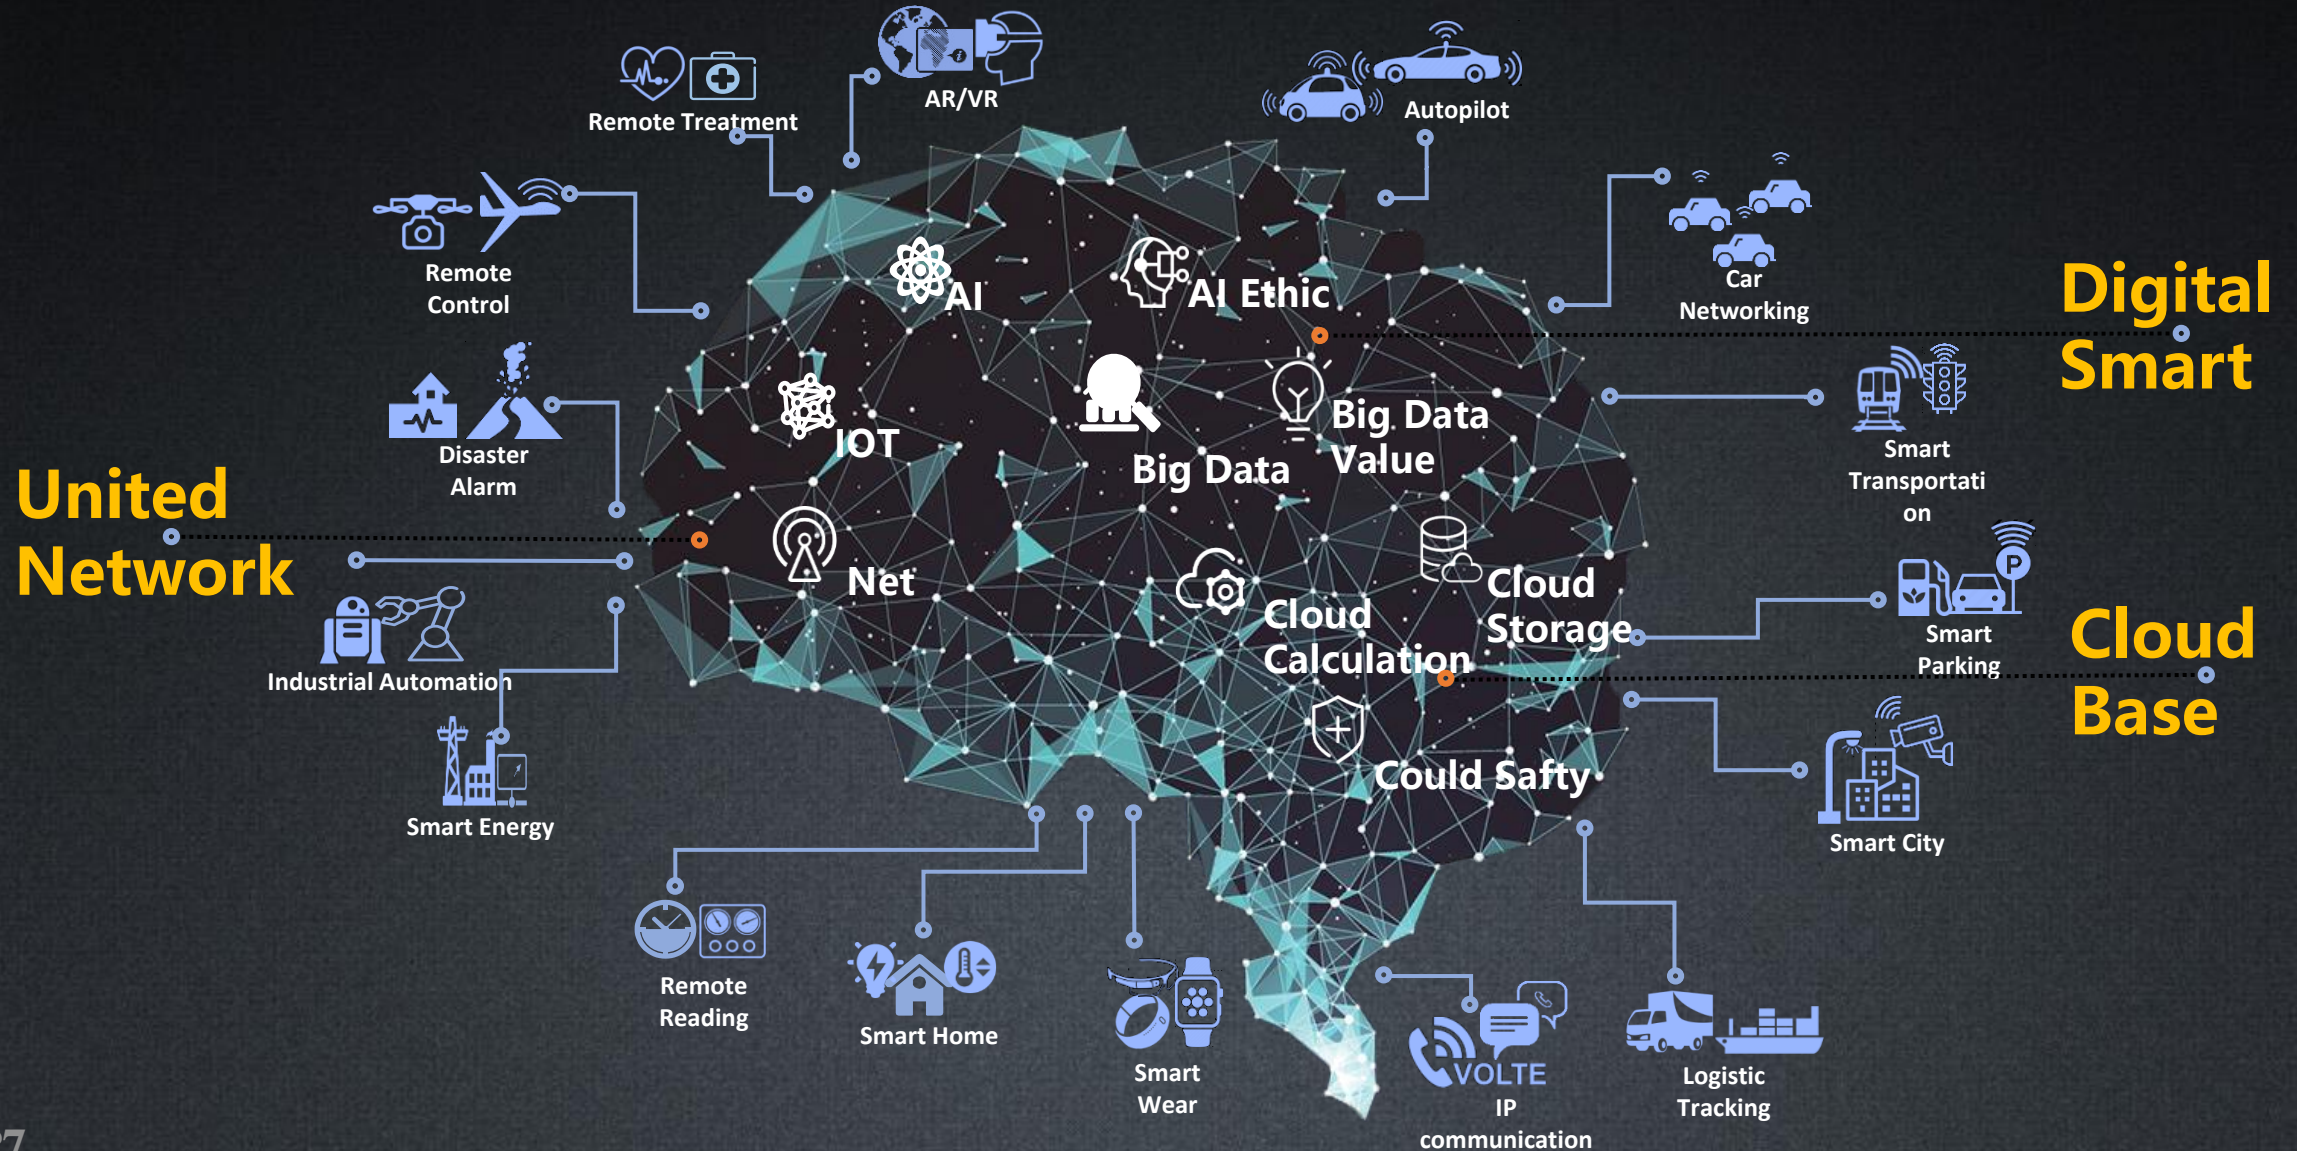 AR/VR
Remote Treatment
Autopilot
Remote
Control
Car
Networking
Digital
Smart
AI
AI Ethic
Disaster
Alarm
IOT
Big Data
Big Data
Value
Smart
Transportati
on
United
Network
Net
Cloud
Calculation
Cloud
Storage
P
Smart
Parking
Cloud
Base
Industrial Automation
Could Safty
Smart Energy
Smart City
Remote
Reading
Smart Home
Smart
Wear
VOLTE
IP
communication
Logistic
Tracking